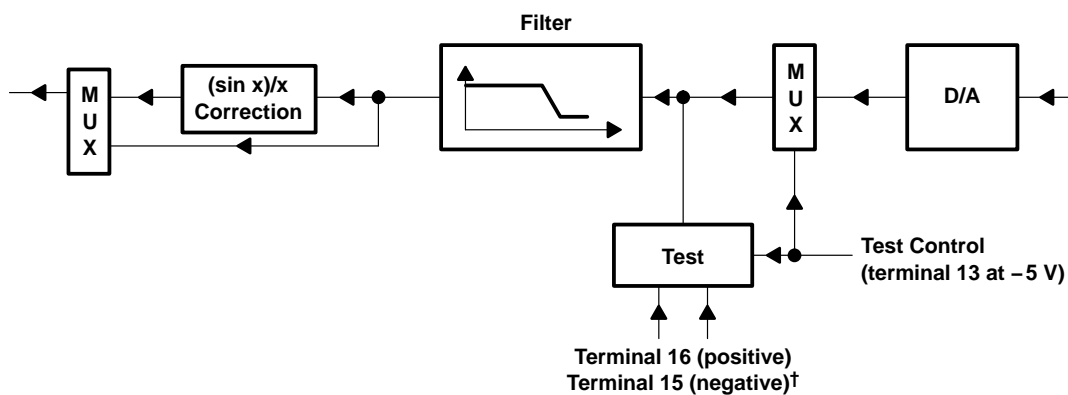 Filter
M
U
X
(sin x)/x
Correction
M
U
X
D/A
Test
Test Control
(terminal 13 at –5 V)
Terminal 16 (positive)
Terminal 15 (negative)†